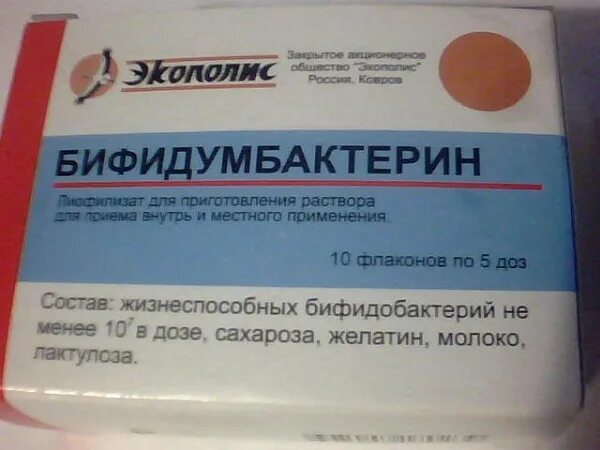 экополис
Закрытое акционерное
общество "Экополис"
Россия, Ковров
БИФИДУМБАКТЕРИН
Лиофилизат для приготовления раствора
для приема внутрь и местного применения.
10 флаконов по 5 доз
Состав: жизнеспособных бифидобактерий не
менее 10⁷ в дозе, сахароза, желатин, молоко,
лактулоза.